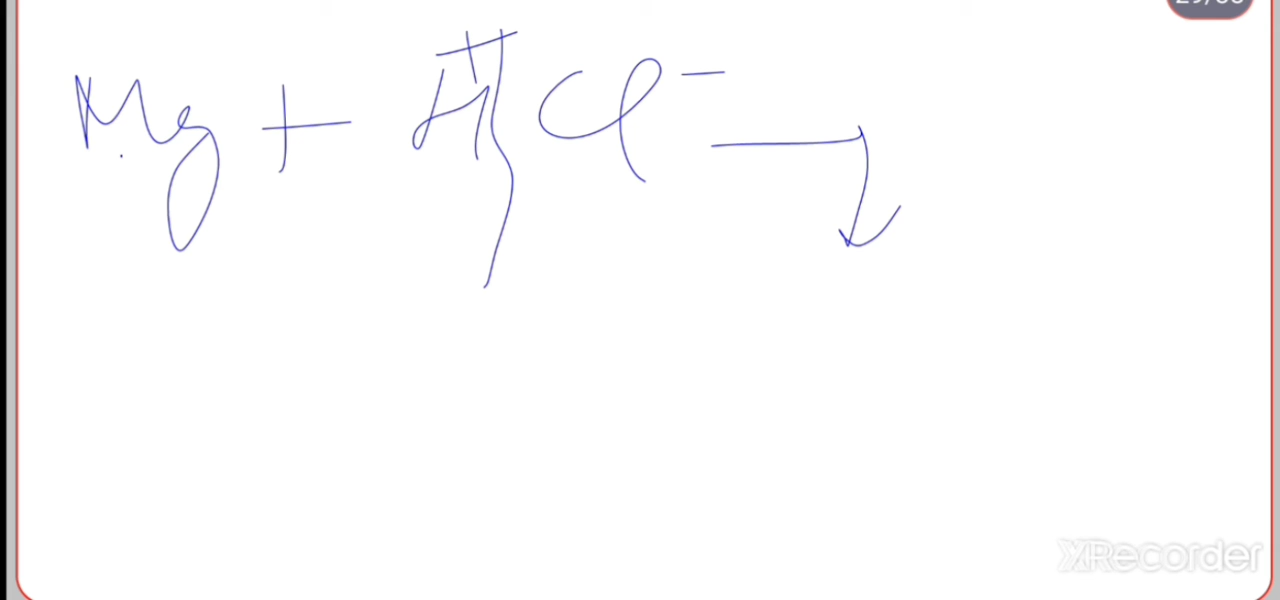 Mg + H⁺ Cl⁻ →
XRecorder